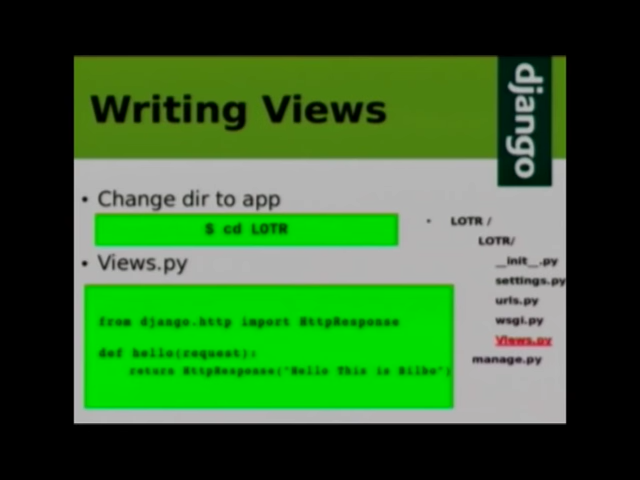 Writing Views
django
• Change dir to app
$ cd LOTR
• Views.py
from django.http import HttpResponse
def hello(request):
return HttpResponse("Hello This is Bilbo")
• LOTR /
LOTR/
__init__.py
settings.py
urls.py
wsgi.py
Views.py
manage.py